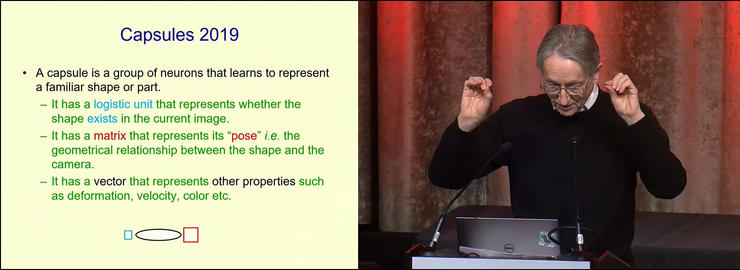 Capsules 2019
• A capsule is a group of neurons that learns to represent
a familiar shape or part.
– It has a logistic unit that represents whether the
shape exists in the current image.
– It has a matrix that represents its “pose” i.e. the
geometrical relationship between the shape and the
camera.
– It has a vector that represents other properties such
as deformation, velocity, color etc.
DELL